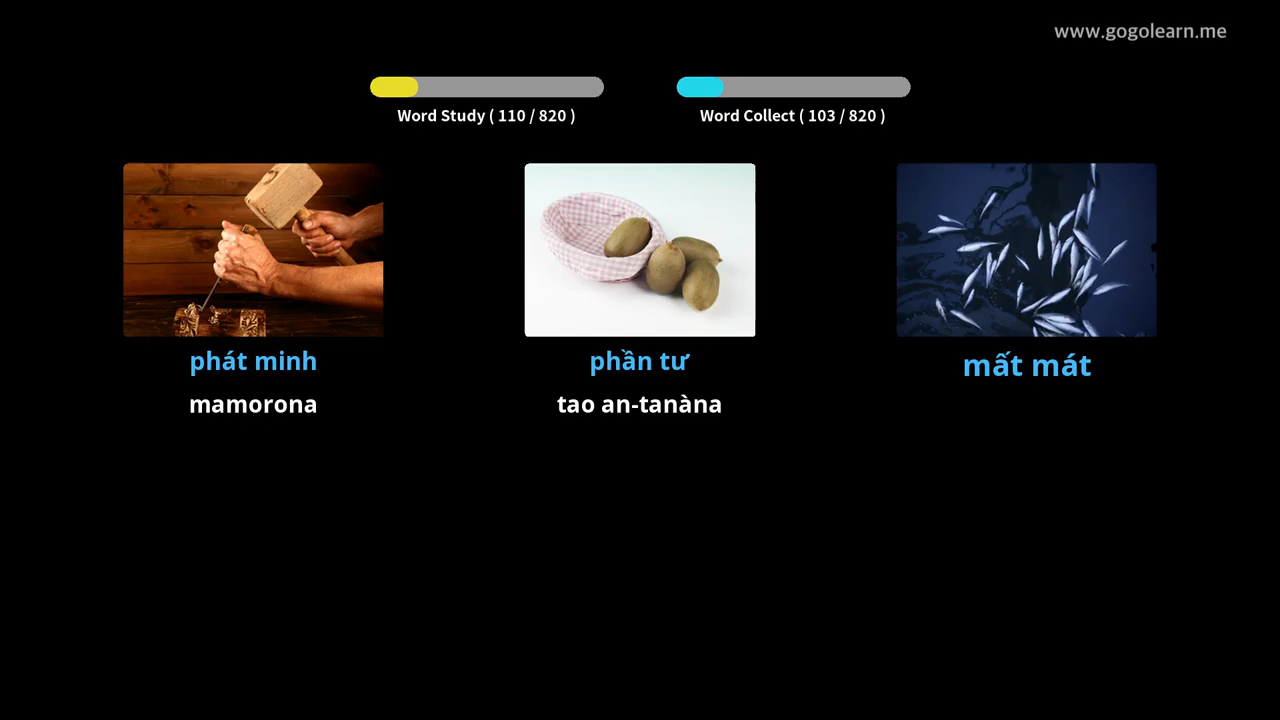 www.gogolearn.me
Word Study ( 110 / 820 )
Word Collect ( 103 / 820 )
phát minh
mamorona
phần tư
tao an-tanàna
mất mát